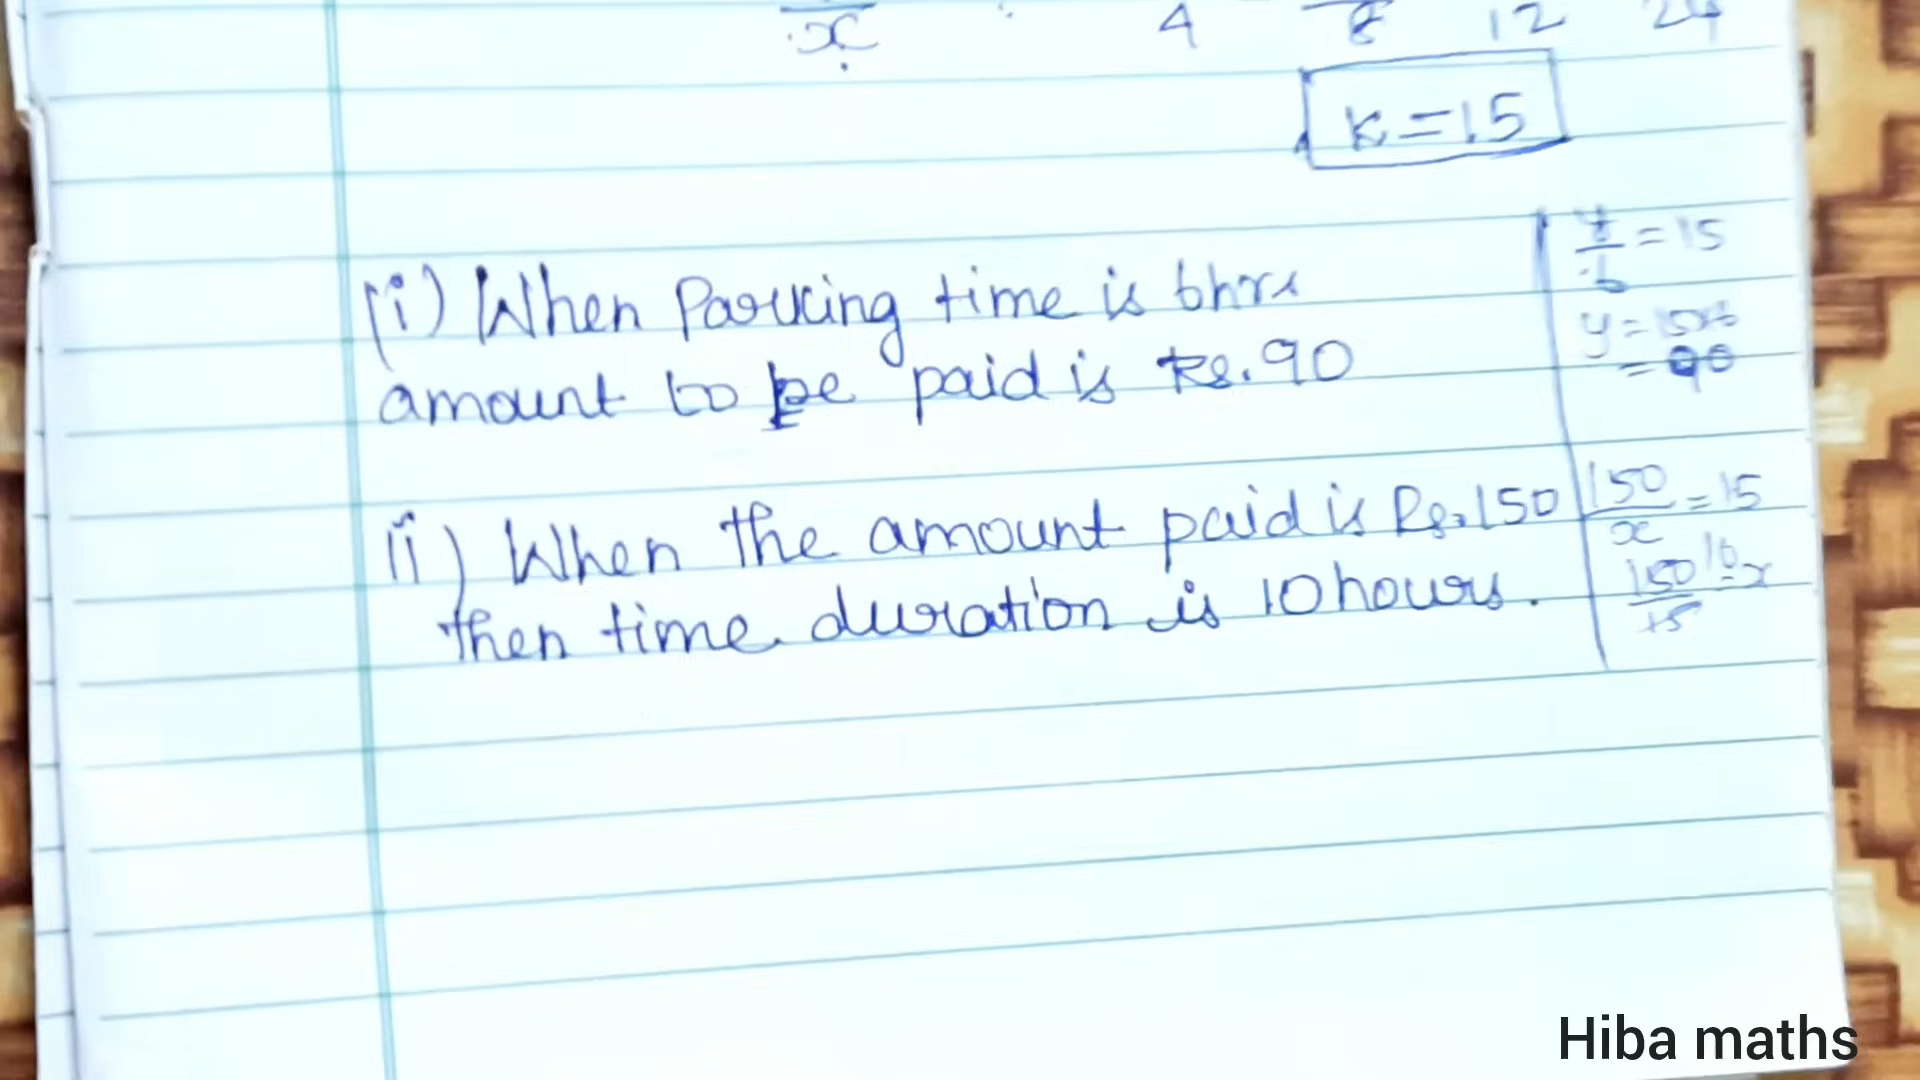 x 4 8 12 24
K=15
(i) When Parking time is 6hrs
amount to be paid is Rs.90
y/6 = 15
y = 15x6
= 90
ii) When the amount paid is Rs.150
then time duration is 10 hours.
150/x = 15
150/15 10 = x
Hiba maths